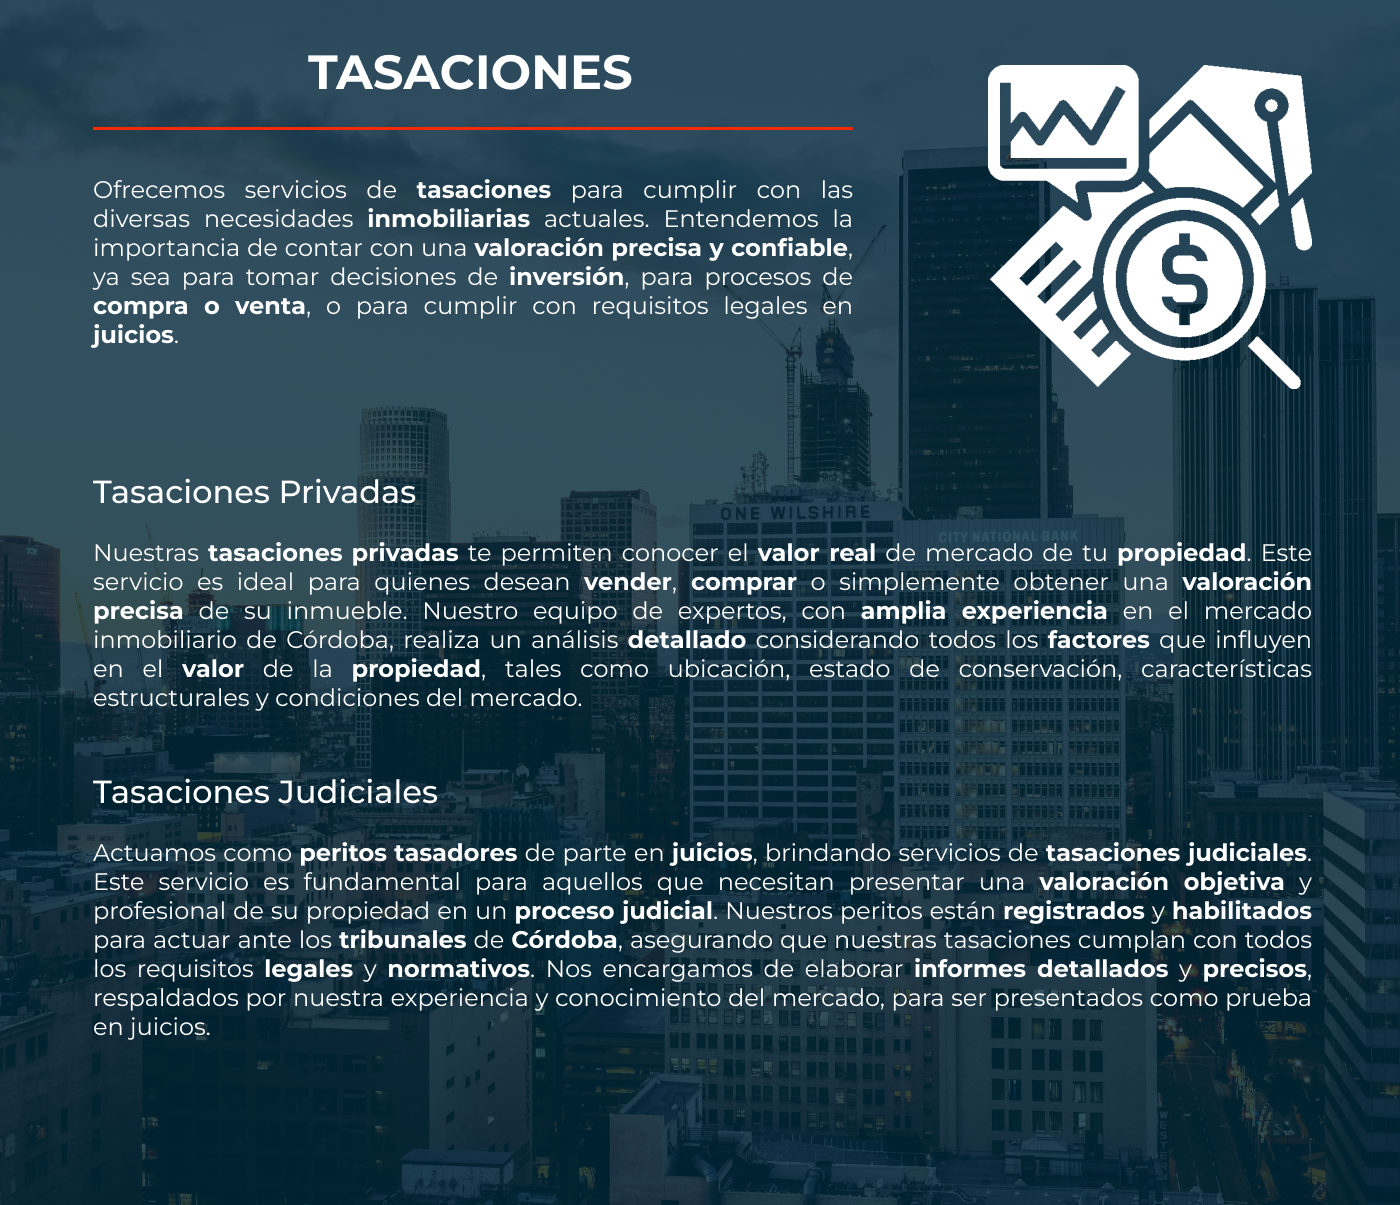 TASACIONES
Ofrecemos servicios de tasaciones para cumplir con las
diversas necesidades inmobiliarias actuales. Entendemos la
importancia de contar con una valoración precisa y confiable,
ya sea para tomar decisiones de inversión, para procesos de
compra o venta, o para cumplir con requisitos legales en
juicios.
Tasaciones Privadas
ONE WILSHIRE
CITY NATIONAL BANK
Nuestras tasaciones privadas te permiten conocer el valor real de mercado de tu propiedad. Este
servicio es ideal para quienes desean vender, comprar o simplemente obtener una valoración
precisa de su inmueble. Nuestro equipo de expertos, con amplia experiencia en el mercado
inmobiliario de Córdoba, realiza un análisis detallado considerando todos los factores que influyen
en el valor de la propiedad, tales como ubicación, estado de conservación, características
estructurales y condiciones del mercado.
Tasaciones Judiciales
Actuamos como peritos tasadores de parte en juicios, brindando servicios de tasaciones judiciales.
Este servicio es fundamental para aquellos que necesitan presentar una valoración objetiva y
profesional de su propiedad en un proceso judicial. Nuestros peritos están registrados y habilitados
para actuar ante los tribunales de Córdoba, asegurando que nuestras tasaciones cumplan con todos
los requisitos legales y normativos. Nos encargamos de elaborar informes detallados y precisos,
respaldados por nuestra experiencia y conocimiento del mercado, para ser presentados como prueba
en juicios.